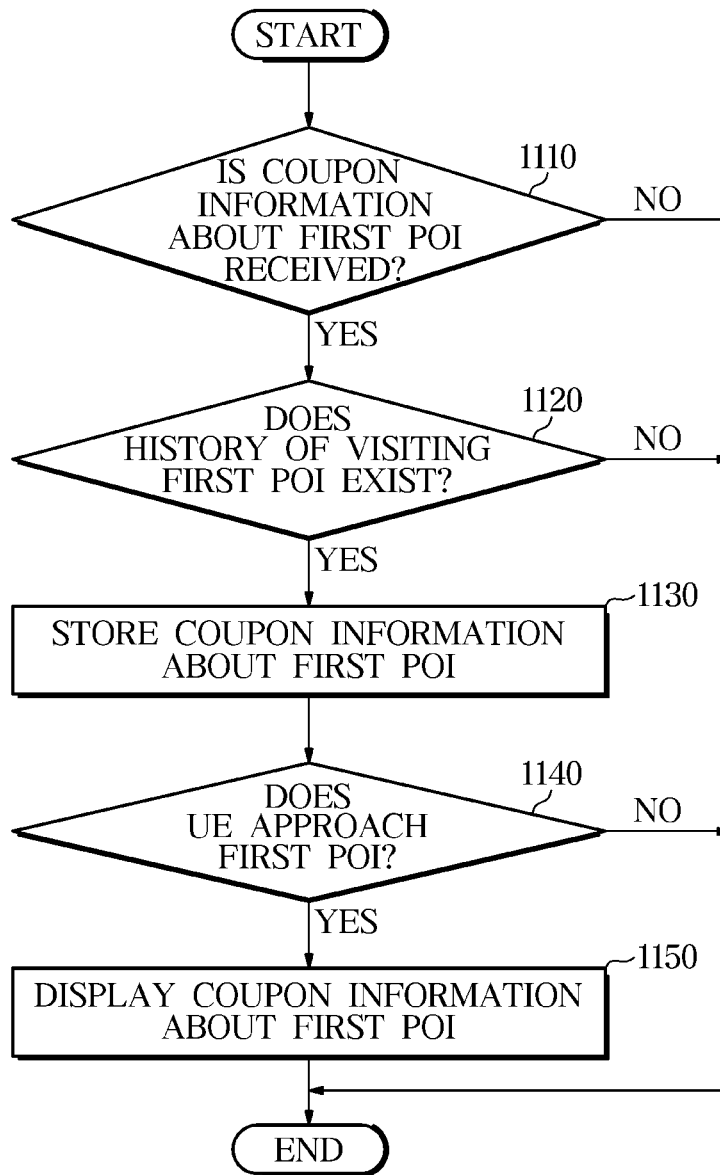 START
1110
IS COUPON
INFORMATION
ABOUT FIRST POI
RECEIVED?
NO
YES
1120
DOES
HISTORY OF VISITING
FIRST POI EXIST?
NO
YES
1130
STORE COUPON INFORMATION
ABOUT FIRST POI
1140
DOES
UE APPROACH
FIRST POI?
NO
YES
1150
DISPLAY COUPON INFORMATION
ABOUT FIRST POI
END